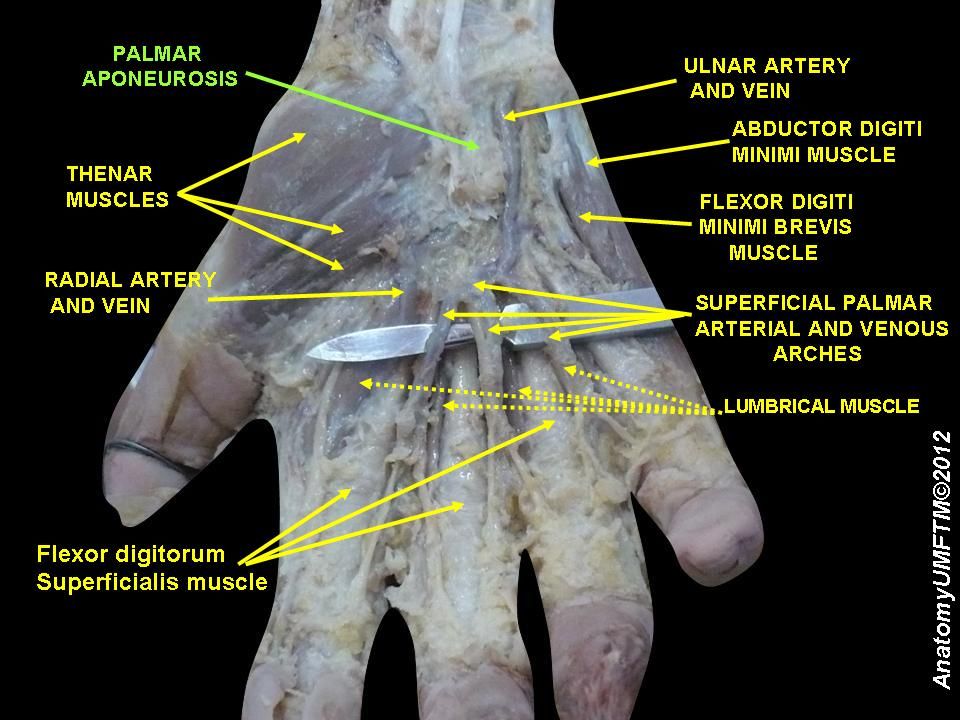 PALMAR
APONEUROSIS
THENAR
MUSCLES
RADIAL ARTERY
AND VEIN
Flexor digitorum
Superficialis muscle
ULNAR ARTERY
AND VEIN
ABDUCTOR DIGITI
MINIMI MUSCLE
FLEXOR DIGITI
MINIMI BREVIS
MUSCLE
SUPERFICIAL PALMAR
ARTERIAL AND VENOUS
ARCHES
LUMBRICAL MUSCLE
AnatomyUMFTM©2012